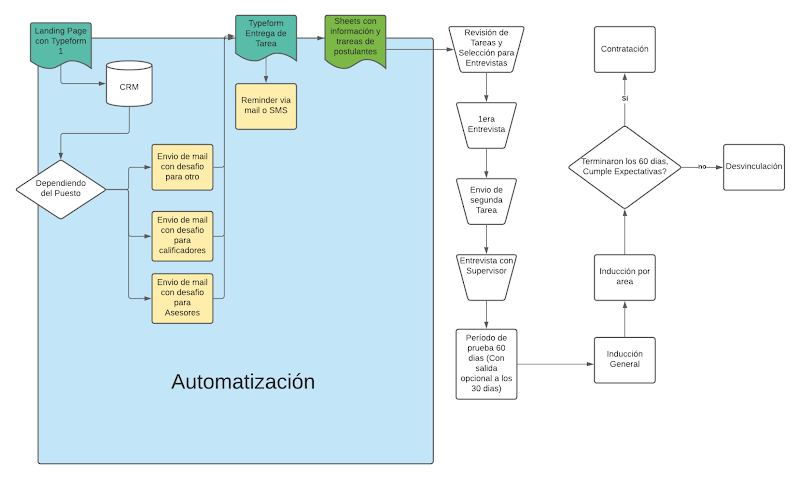 Landing Page
con Typeform
1
CRM
Dependiendo
del Puesto
Envio de mail
con desafio
para otro
Envio de mail
con desafio
para
calificadores
Envio de mail
con desafio
para
Asesores
Typeform
Entrega de
Tarea
Reminder via
mail o SMS
Sheets con
información y
trareas de
postulantes
Automatización
Revisión de
Tareas y
Selección para
Entrevistas
1era
Entrevista
Envio de
segunda
Tarea
Entrevista con
Supervisor
Período de
prueba 60
dias (Con
salida
opcional a los
30 dias)
Inducción
General
Inducción por
area
Terminaron los 60 dias,
Cumple Expectativas?
Si
no
Contratación
Desvinculación